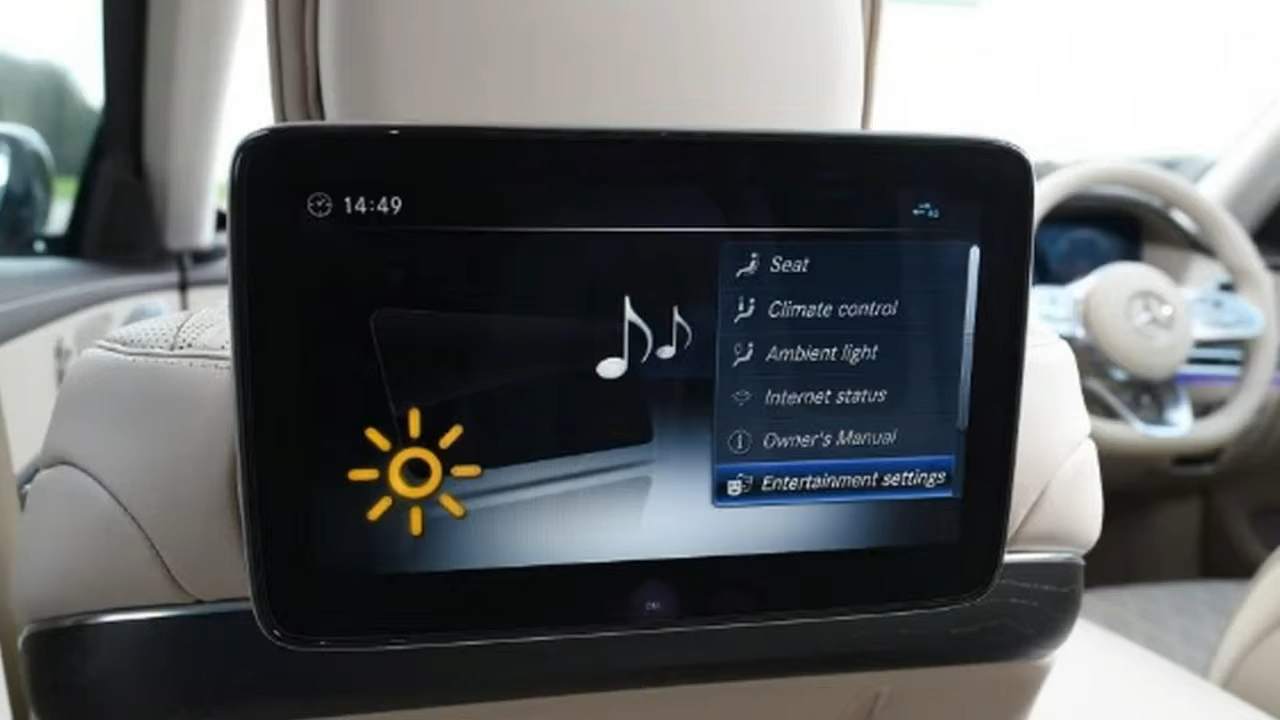 14:49
Seat
Climate control
Ambient light
Internet status
Owner's Manual
Entertainment settings